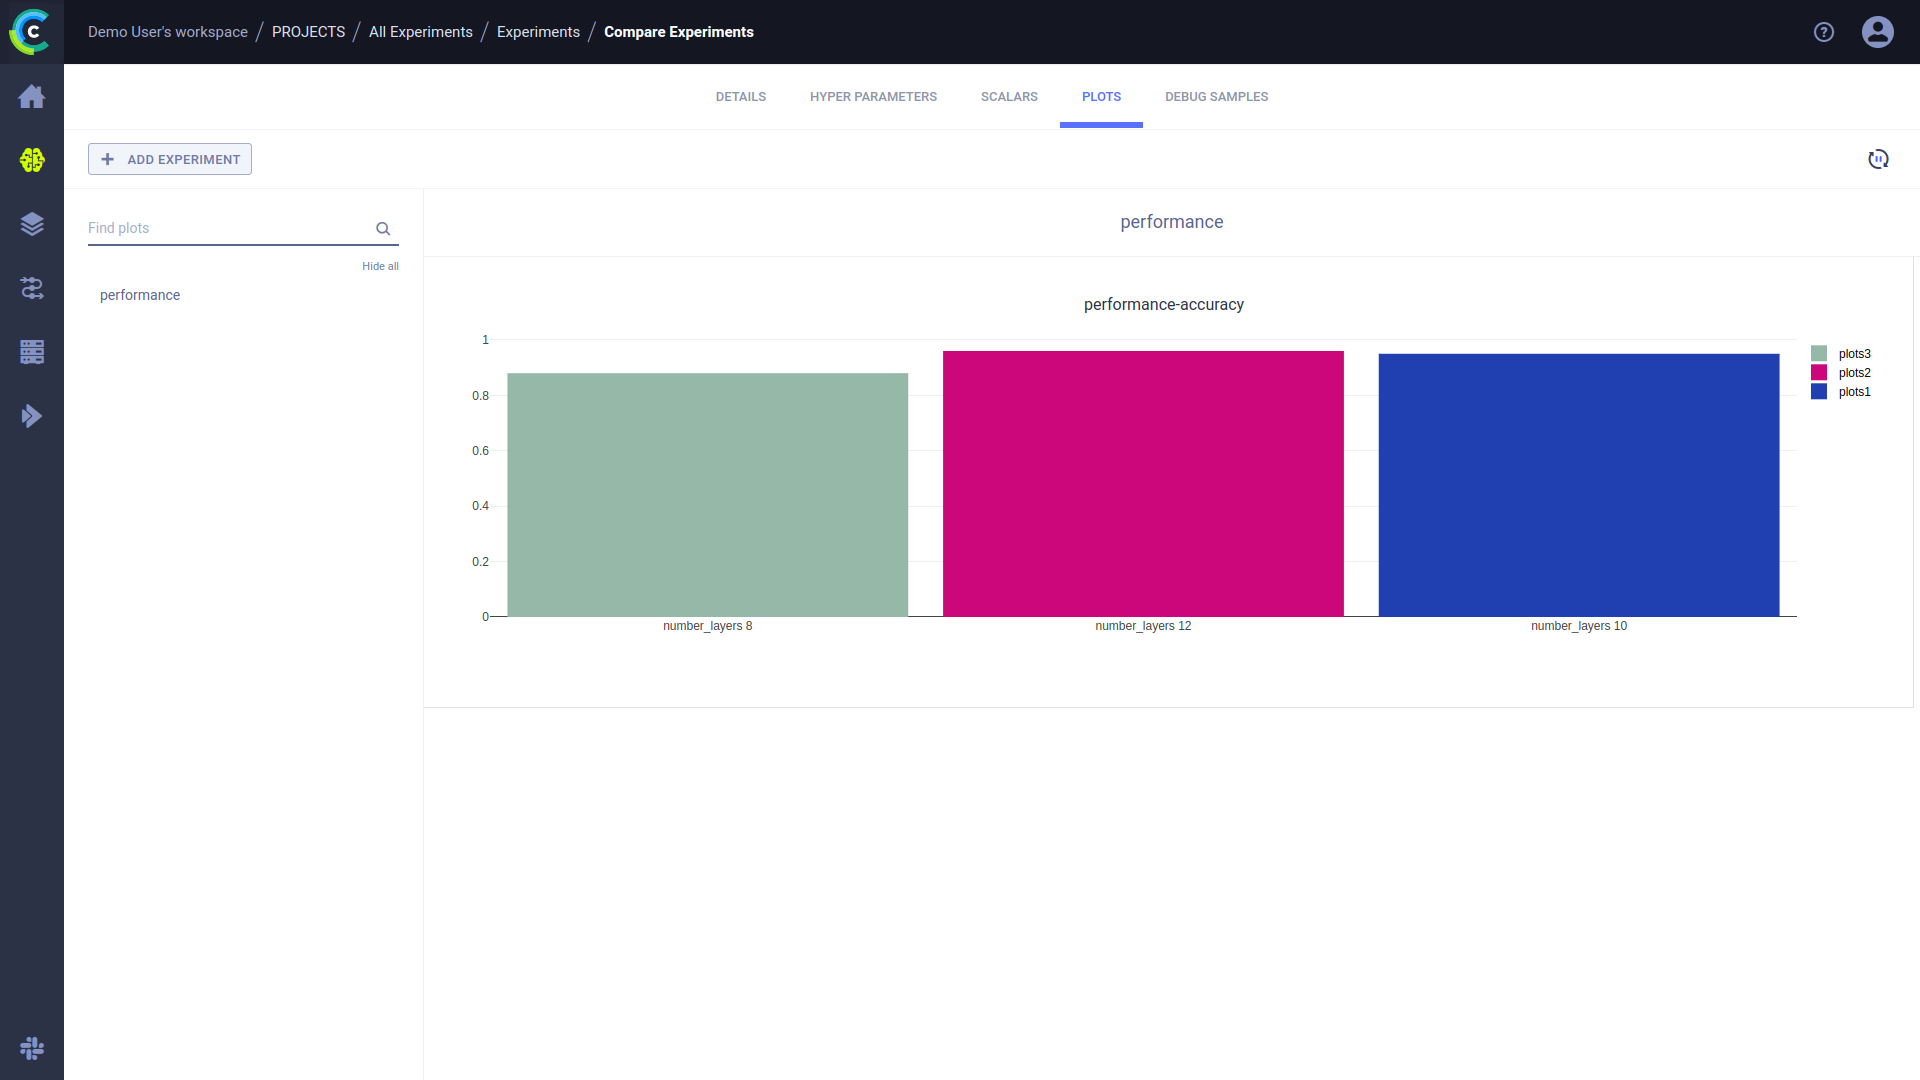 Demo User's workspace / PROJECTS / All Experiments / Experiments / Compare Experiments
DETAILS HYPER PARAMETERS SCALARS PLOTS DEBUG SAMPLES
ADD EXPERIMENT
Find plots
Hide all
performance
performance
performance-accuracy
1
0.8
0.6
0.4
0.2
0
number_layers 8 number_layers 12 number_layers 10
plots3
plots2
plots1